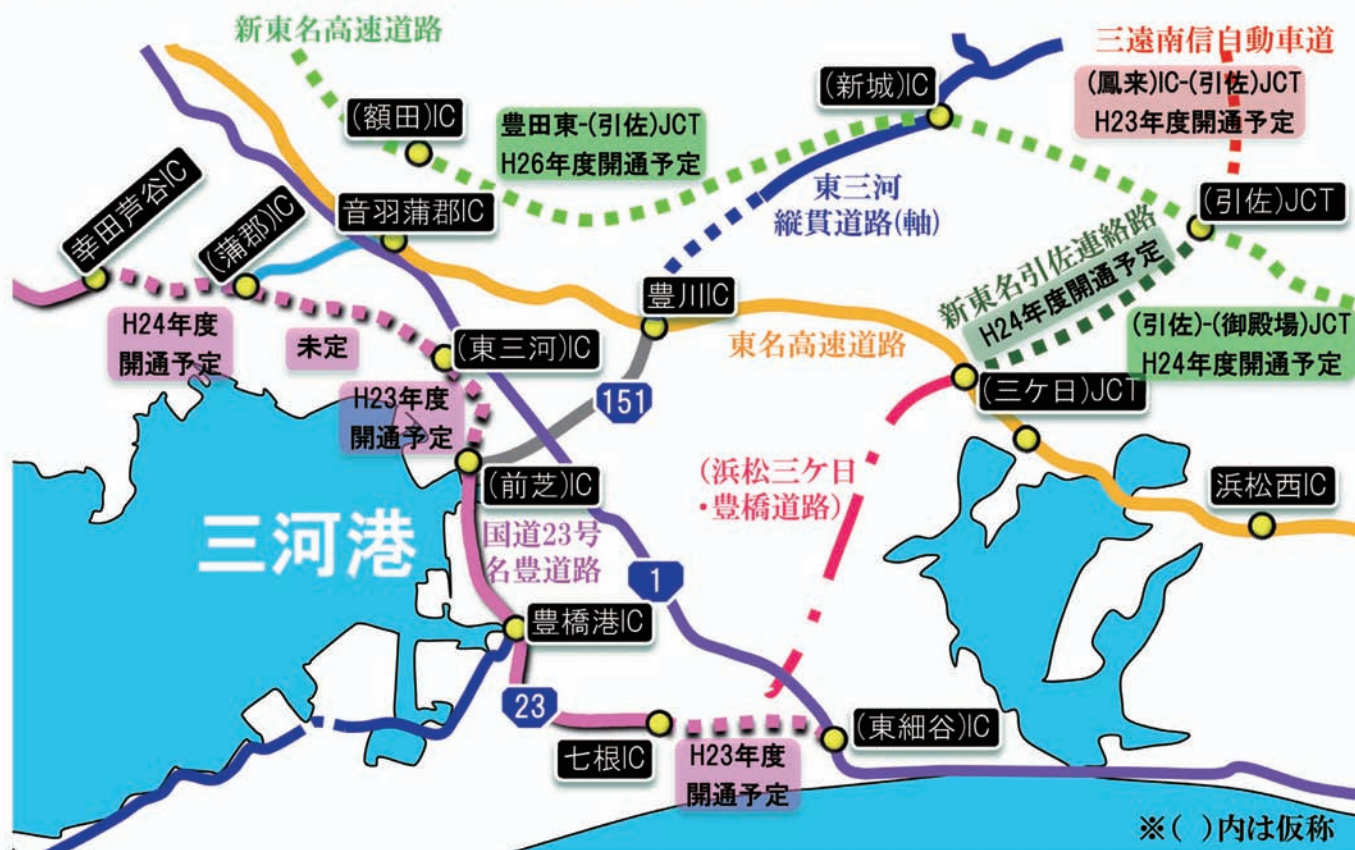 新東名高速道路
三遠南信自動車道
(鳳来)IC-(引佐)JCT
H23年度開通予定
(新城)IC
(額田)IC
豊田東-(引佐)JCT
H26年度開通予定
東三河
縦貫道路(軸)
(引佐)JCT
幸田芦谷IC
(蒲郡)IC
音羽蒲郡IC
新東名引佐連絡路
H24年度開通予定
豊川IC
東名高速道路
(引佐)-(御殿場)JCT
H24年度開通予定
H24年度
開通予定
未定
(東三河)IC
H23年度
開通予定
151
(三ケ日)JCT
(前芝)IC
(浜松三ケ日
・豊橋道路)
浜松西IC
三河港
国道23号
名豊道路
1
豊橋港IC
23
七根IC
H23年度
開通予定
(東細谷)IC
※( )内は仮称